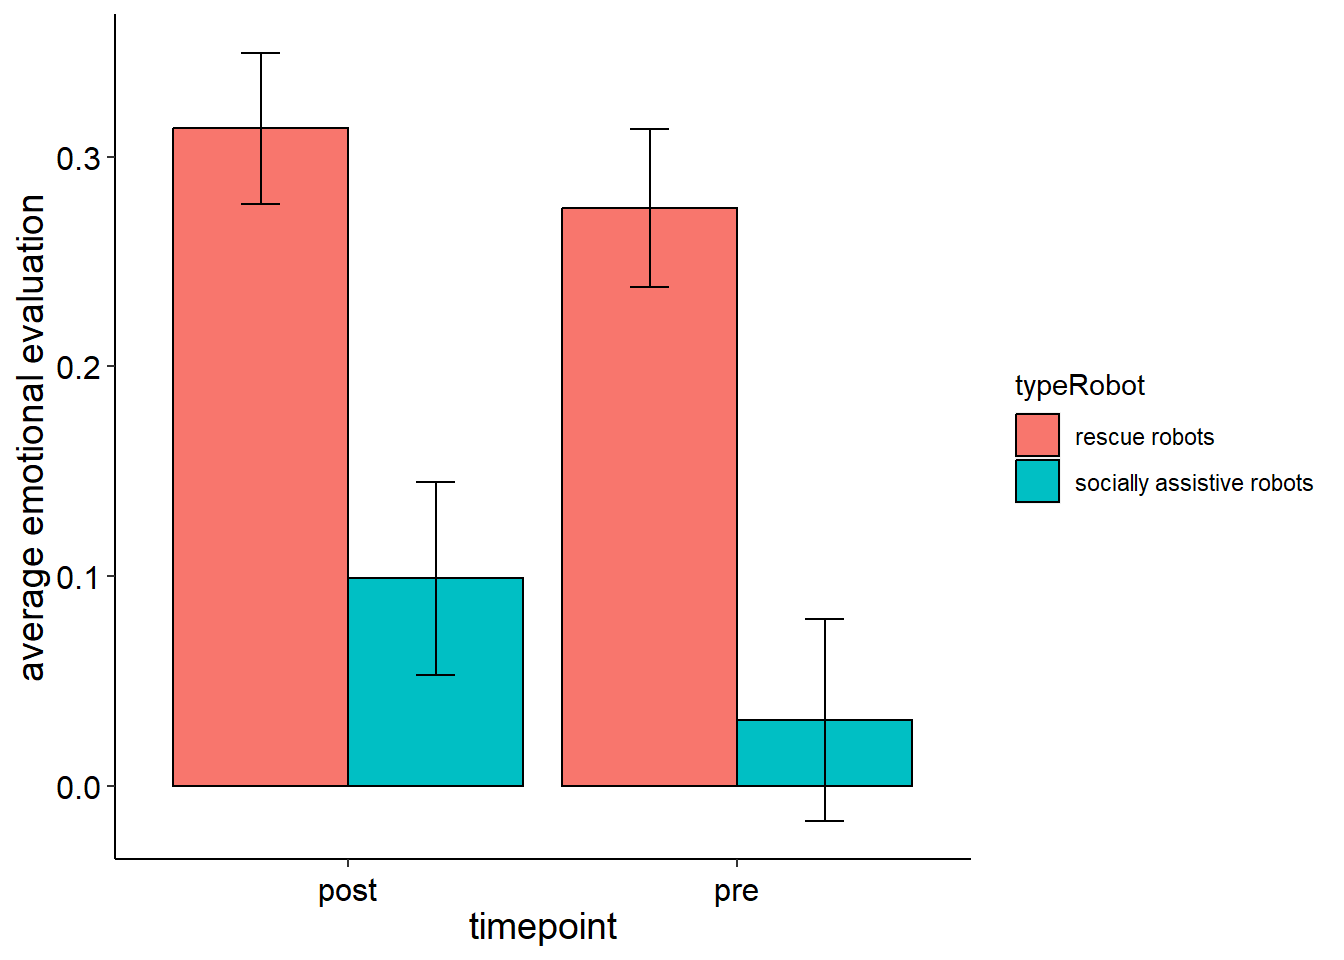 average emotional evaluation
0.3
0.2
0.1
0.0
post
pre
timepoint
typeRobot
rescue robots
socially assistive robots